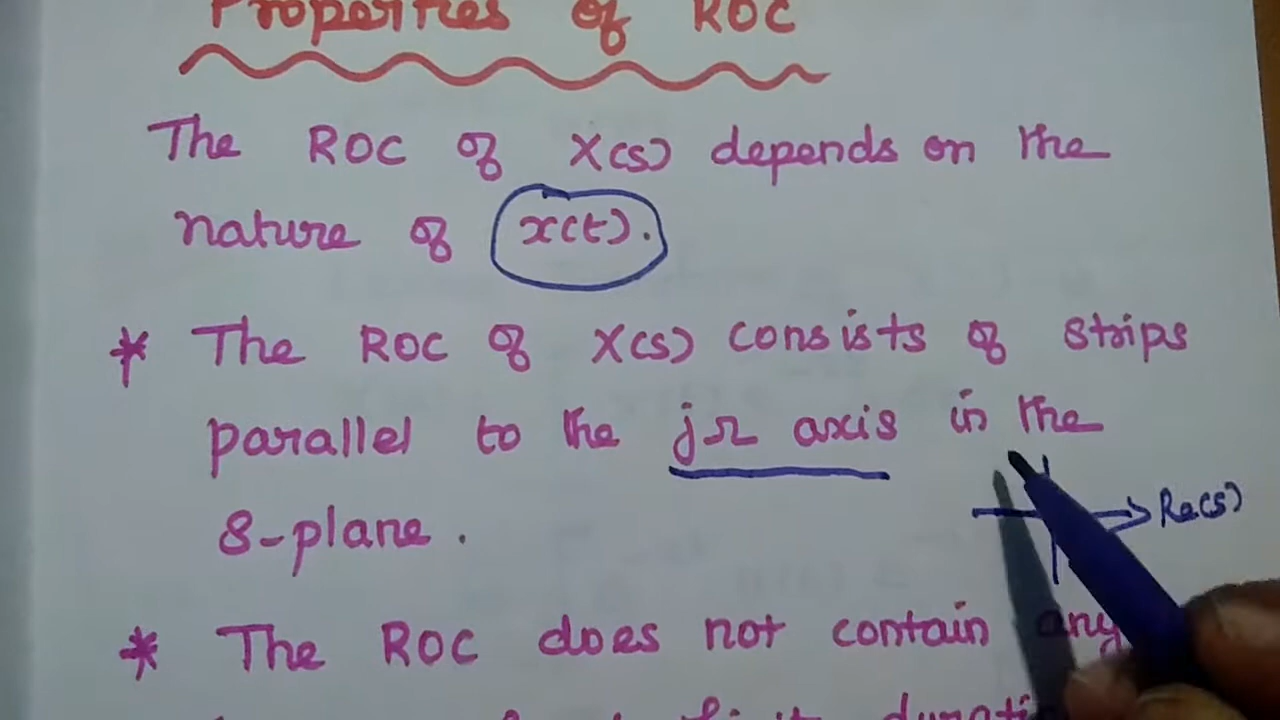 Properties of ROC
The ROC of X(s) depends on the
nature of x(t).
* The ROC of X(s) consists of strips
parallel to the jΩ axis in the
s-plane.
Re(s)
* The ROC does not contain any